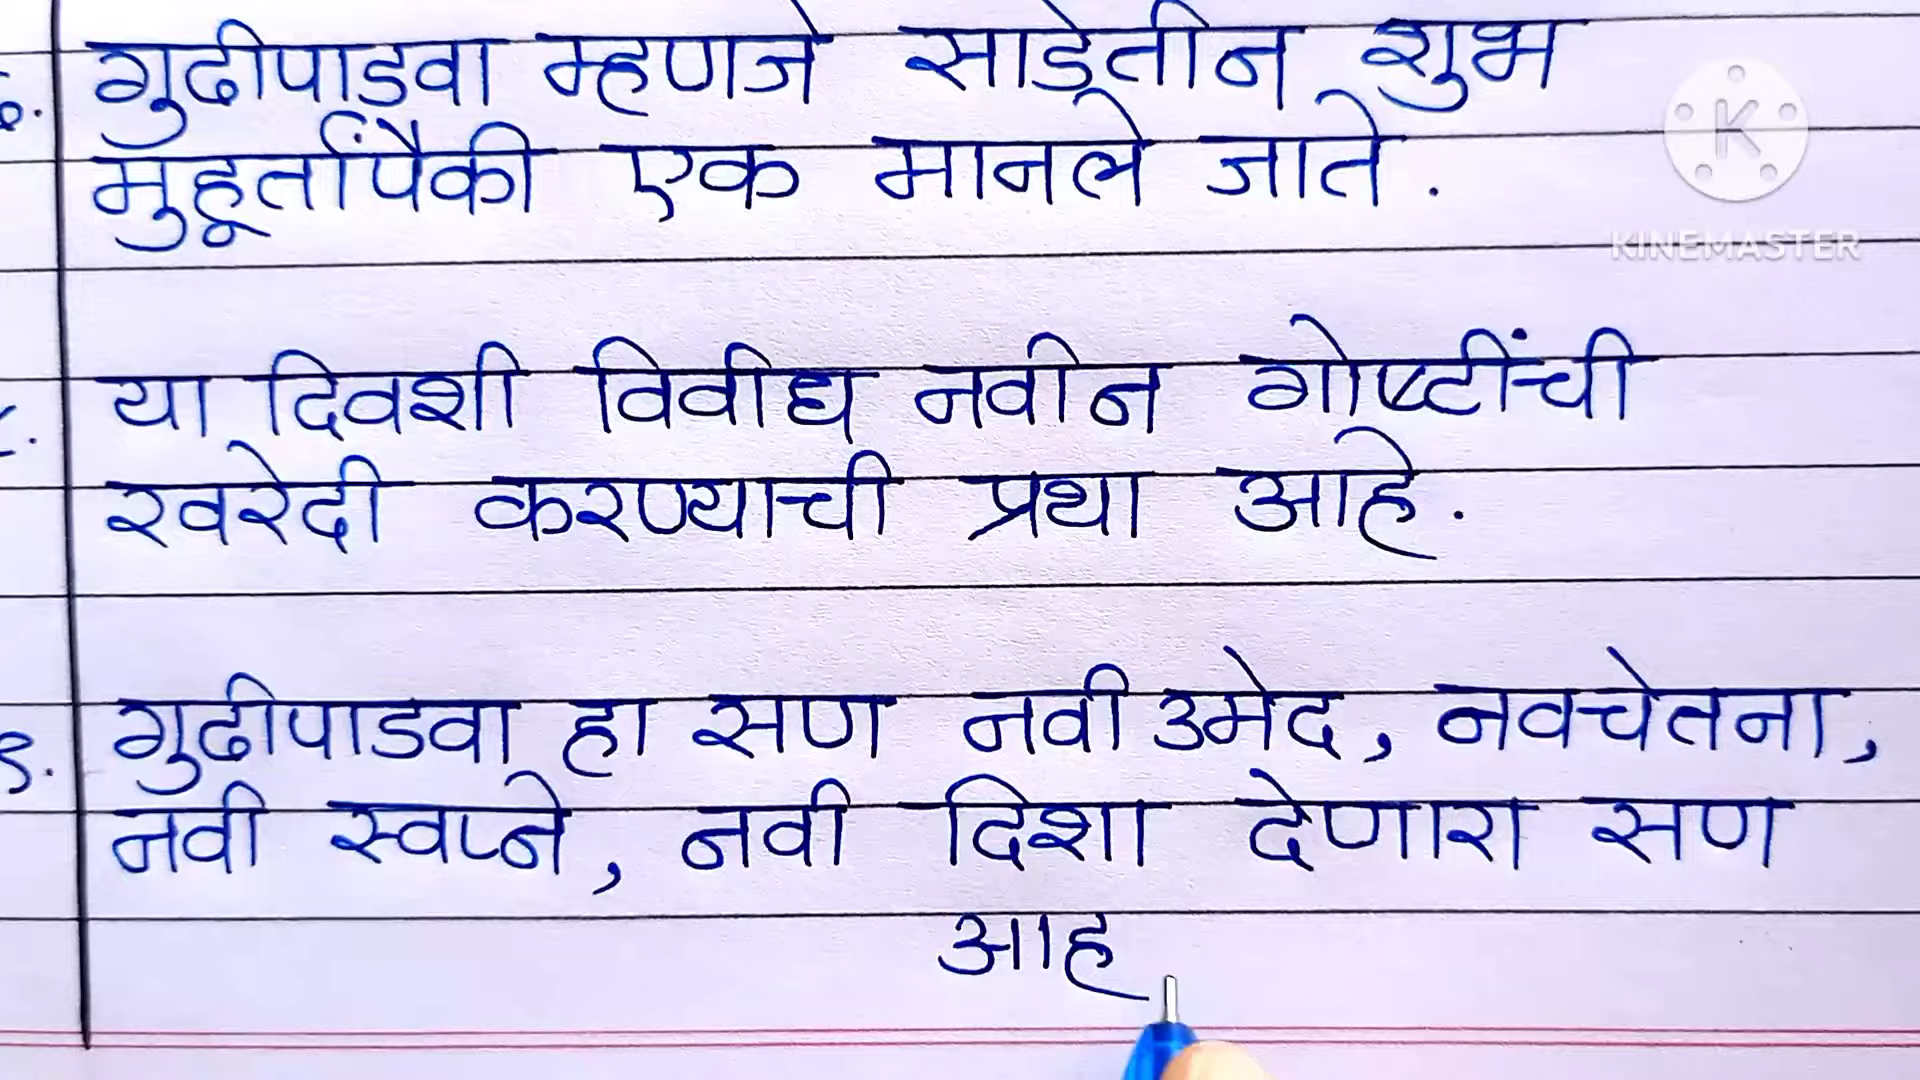 गुढीपाडवा म्हणजे साडेतीन शुभ
मुहूर्तांपैकी एक मानले जाते.
या दिवशी विवीध नवीन गोष्टींची
खरेदी करण्याची प्रथा आहे.
९. गुढीपाडवा हा सण नवी उमेद, नवचेतना,
नवी स्वप्ने, नवी दिशा देणारा सण
आह
K
KINEMASTER